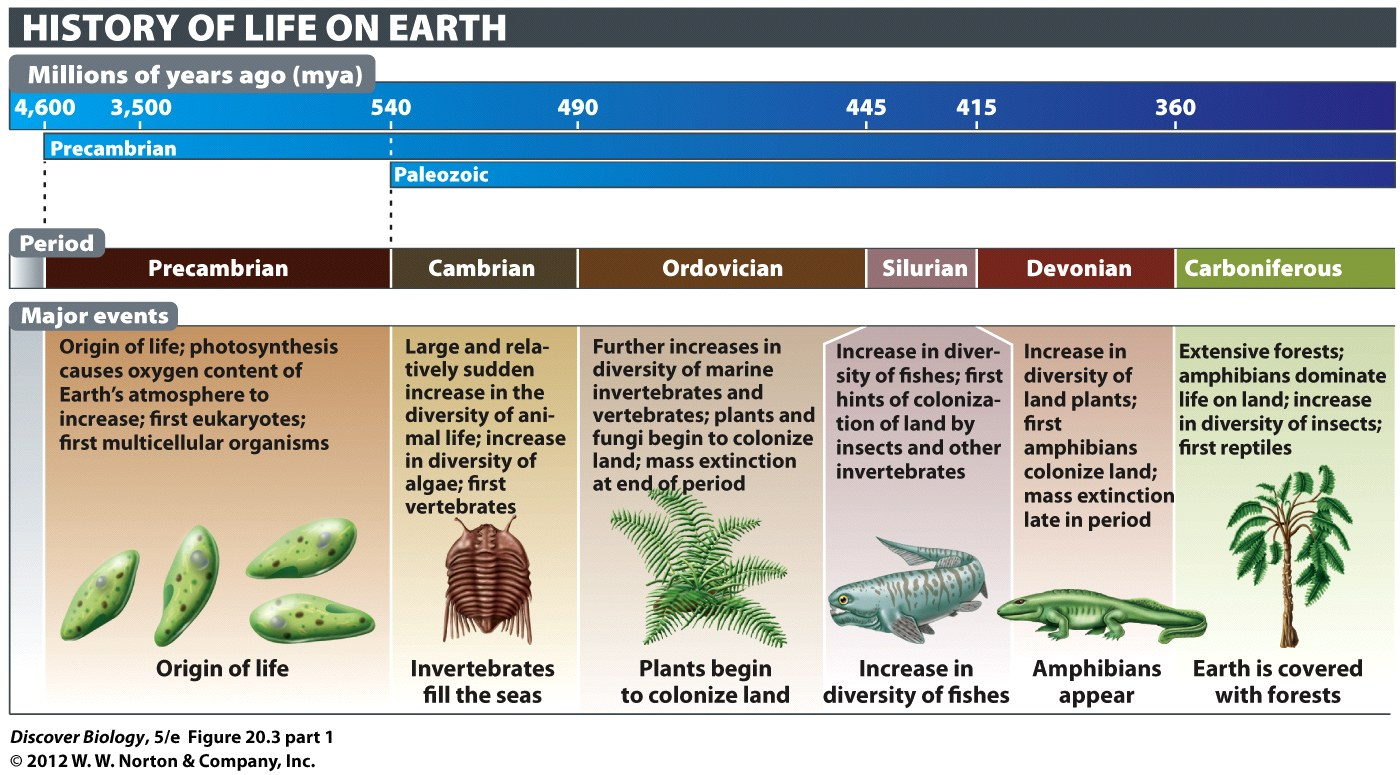 HISTORY OF LIFE ON EARTH
Millions of years ago (mya)
4,600 3,500 540 490 445 415 360
Precambrian
Paleozoic
Period
Precambrian Cambrian Ordovician Silurian Devonian Carboniferous
Major events
Origin of life; photosynthesis
causes oxygen content of
Earth's atmosphere to
increase; first eukaryotes;
first multicellular organisms
Large and rela-
tively sudden
increase in the
diversity of ani-
mal life; increase
in diversity of
algae; first
vertebrates
Further increases in
diversity of marine
invertebrates and
vertebrates; plants and
fungi begin to colonize
land; mass extinction
at end of period
Increase in diver-
sity of fishes; first
hints of coloniza-
tion of land by
insects and other
invertebrates
Increase in
diversity of
land plants;
first
amphibians
colonize land;
mass extinction
late in period
Extensive forests;
amphibians dominate
life on land; increase
in diversity of insects;
first reptiles
Origin of life
Invertebrates
fill the seas
Plants begin
to colonize land
Increase in
diversity of fishes
Amphibians
appear
Earth is covered
with forests
Discover Biology, 5/e Figure 20.3 part 1
© 2012 W. W. Norton & Company, Inc.